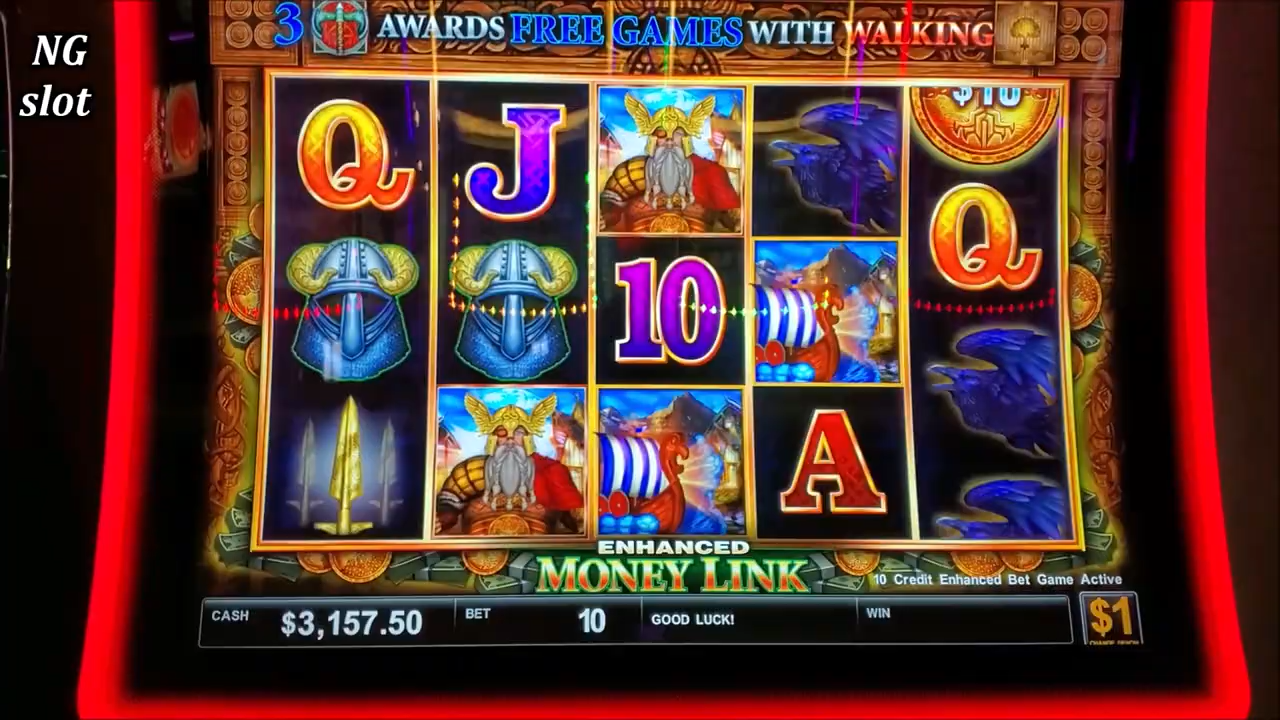 NG
slot
3 AWARDS FREE GAMES WITH WALKING
$10
Q J
Q
10
A
ENHANCED
MONEY LINK
10 Credit Enhanced Bet Game Active
CASH $3,157.50 BET 10 GOOD LUCK! WIN
$1